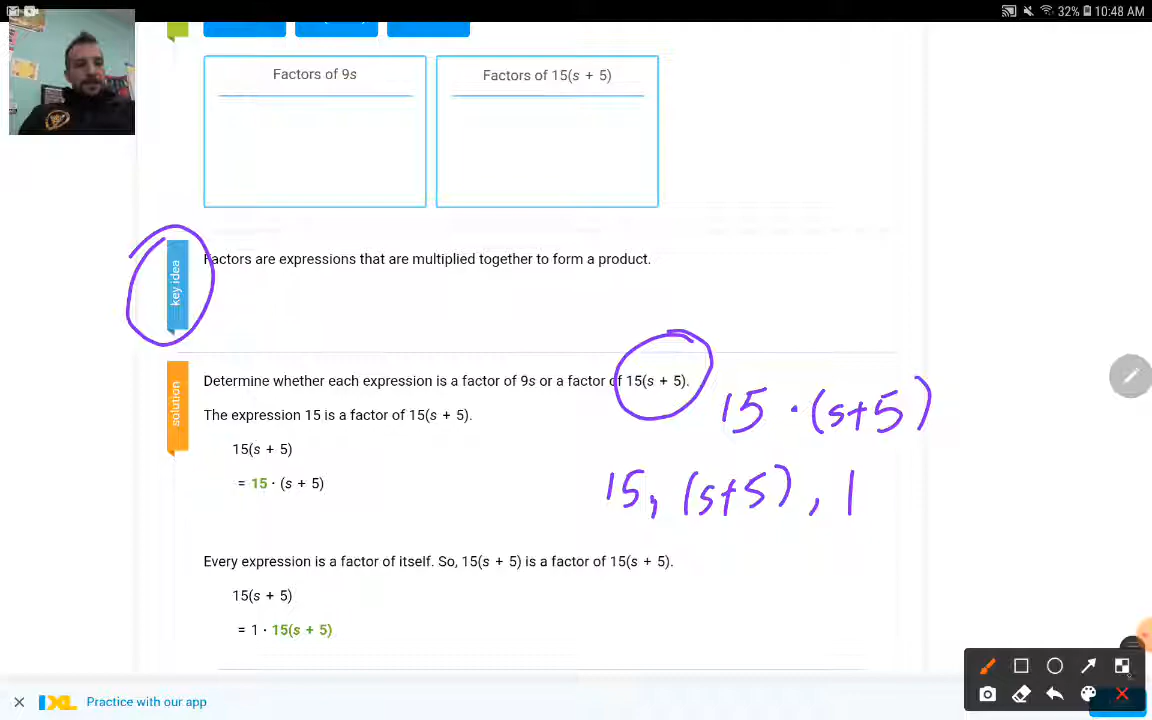 32% 10:48 AM
Factors of 9s
Factors of 15(s + 5)
key idea
Factors are expressions that are multiplied together to form a product.
solution
Determine whether each expression is a factor of 9s or a factor of 15(s + 5).
15 · (s+5)
The expression 15 is a factor of 15(s + 5).
15(s + 5)
= 15 · (s + 5)
15, (s+5), 1
Every expression is a factor of itself. So, 15(s + 5) is a factor of 15(s + 5).
15(s + 5)
= 1 · 15(s + 5)
IXL Practice with our app